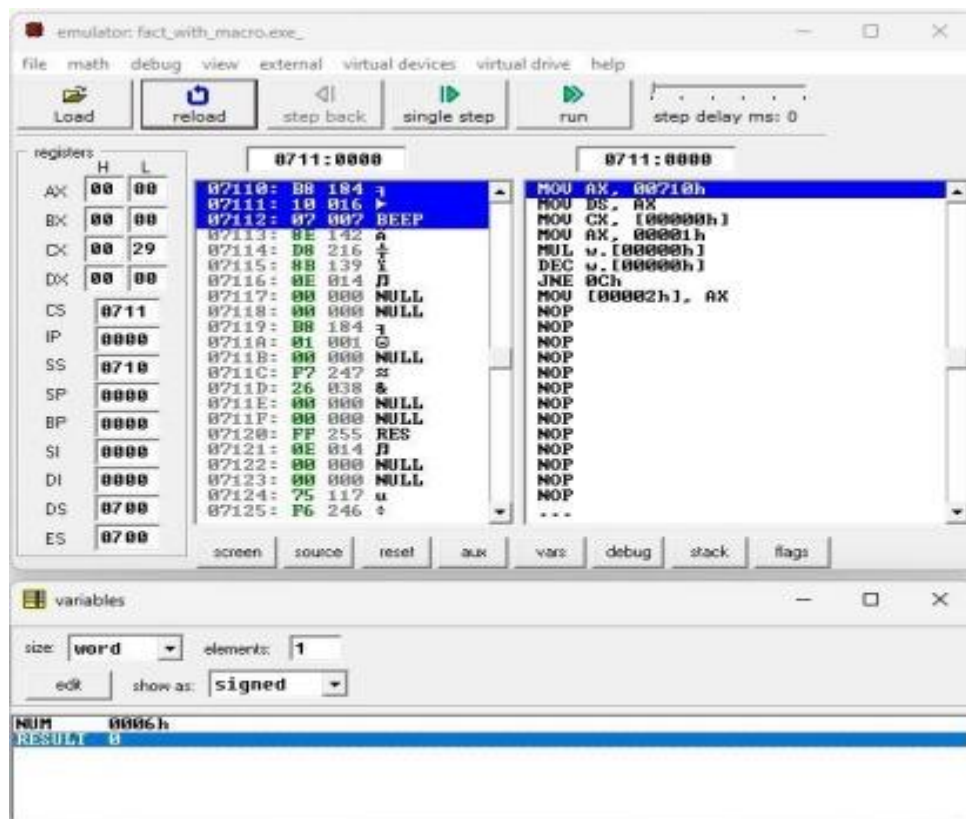 emulator: fact_with_macro.exe_
file math debug view external virtual devices virtual drive help
Load reload step back single step run step delay ms: 0
registers
H L
0711:0000 0711:0000
AX 00 00
BX 00 00
CX 00 29
DX 00 00
CS 0711
IP 0000
SS 0710
SP 0000
BP 0000
SI 0000
DI 0000
DS 0700
ES 0700
07110: B8 184 ╕
07111: 10 016 ►
07112: 07 007 BEEP
07113: 8E 142 Ä
07114: D8 216 ╪
07115: 8B 139 ï
07116: 0E 014 ♫
07117: 00 000 NULL
07118: 00 000 NULL
07119: B8 184 ╕
0711A: 01 001 ☺
0711B: 00 000 NULL
0711C: F7 247 ≈
0711D: 26 038 &
0711E: 00 000 NULL
0711F: 00 000 NULL
07120: FF 255 RES
07121: 0E 014 ♫
07122: 00 000 NULL
07123: 00 000 NULL
07124: 75 117 u
07125: F6 246 ÷
MOV AX, 00710h
MOV DS, AX
MOV CX, [00000h]
MOV AX, 00001h
MUL w.[00000h]
DEC w.[00000h]
JNE 0Ch
MOV [00002h], AX
NOP
NOP
NOP
NOP
NOP
NOP
NOP
NOP
NOP
NOP
NOP
NOP
NOP
...
screen source reset aux vars debug stack flags
variables
size: word elements: 1
edit show as: signed
NUM 0006h
RESULT 0